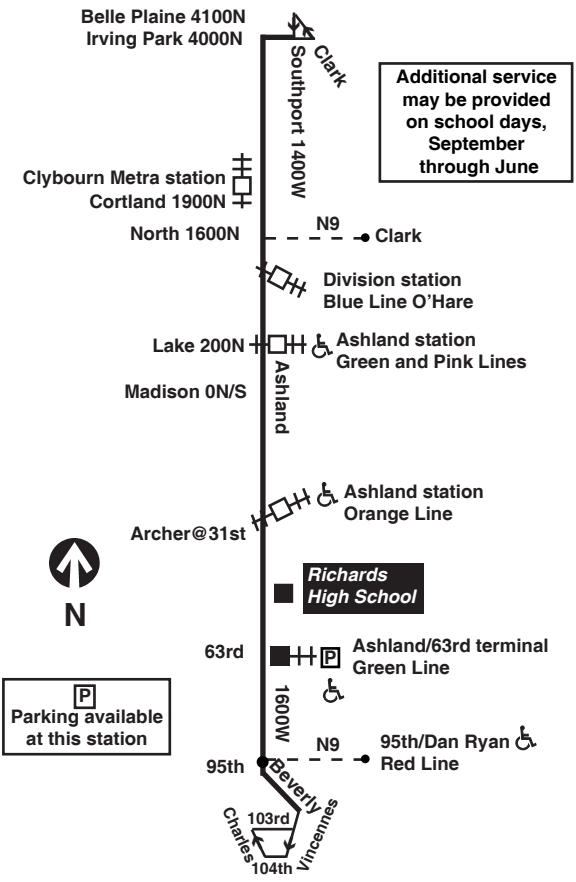 Belle Plaine 4100N
Irving Park 4000N
Clark
Southport 1400W
Additional service
may be provided
on school days,
September
through June
Clybourn Metra station
Cortland 1900N
North 1600N
N9
Clark
Division station
Blue Line O'Hare
Lake 200N
Ashland station
Green and Pink Lines
Ashland
Madison 0N/S
Ashland station
Orange Line
Archer@31st
N
Richards
High School
63rd
P
Ashland/63rd terminal
Green Line
1600W
P
Parking available
at this station
95th
N9
95th/Dan Ryan
Red Line
Beverly
103rd
Charles
Vincennes
104th